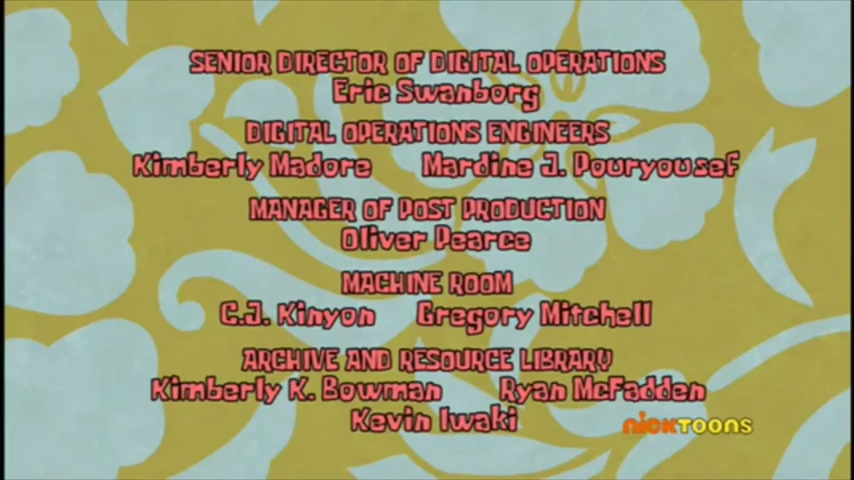 SENIOR DIRECTOR OF DIGITAL OPERATIONS
Eric Swanborg
DIGITAL OPERATIONS ENGINEERS
Kimberly Madore Mardine J. Pouryousef
MANAGER OF POST PRODUCTION
Oliver Pearce
MACHINE ROOM
C.J. Kinyon Gregory Mitchell
ARCHIVE AND RESOURCE LIBRARY
Kimberly K. Bowman Ryan McFadden
Kevin Iwaki
nickTOONS